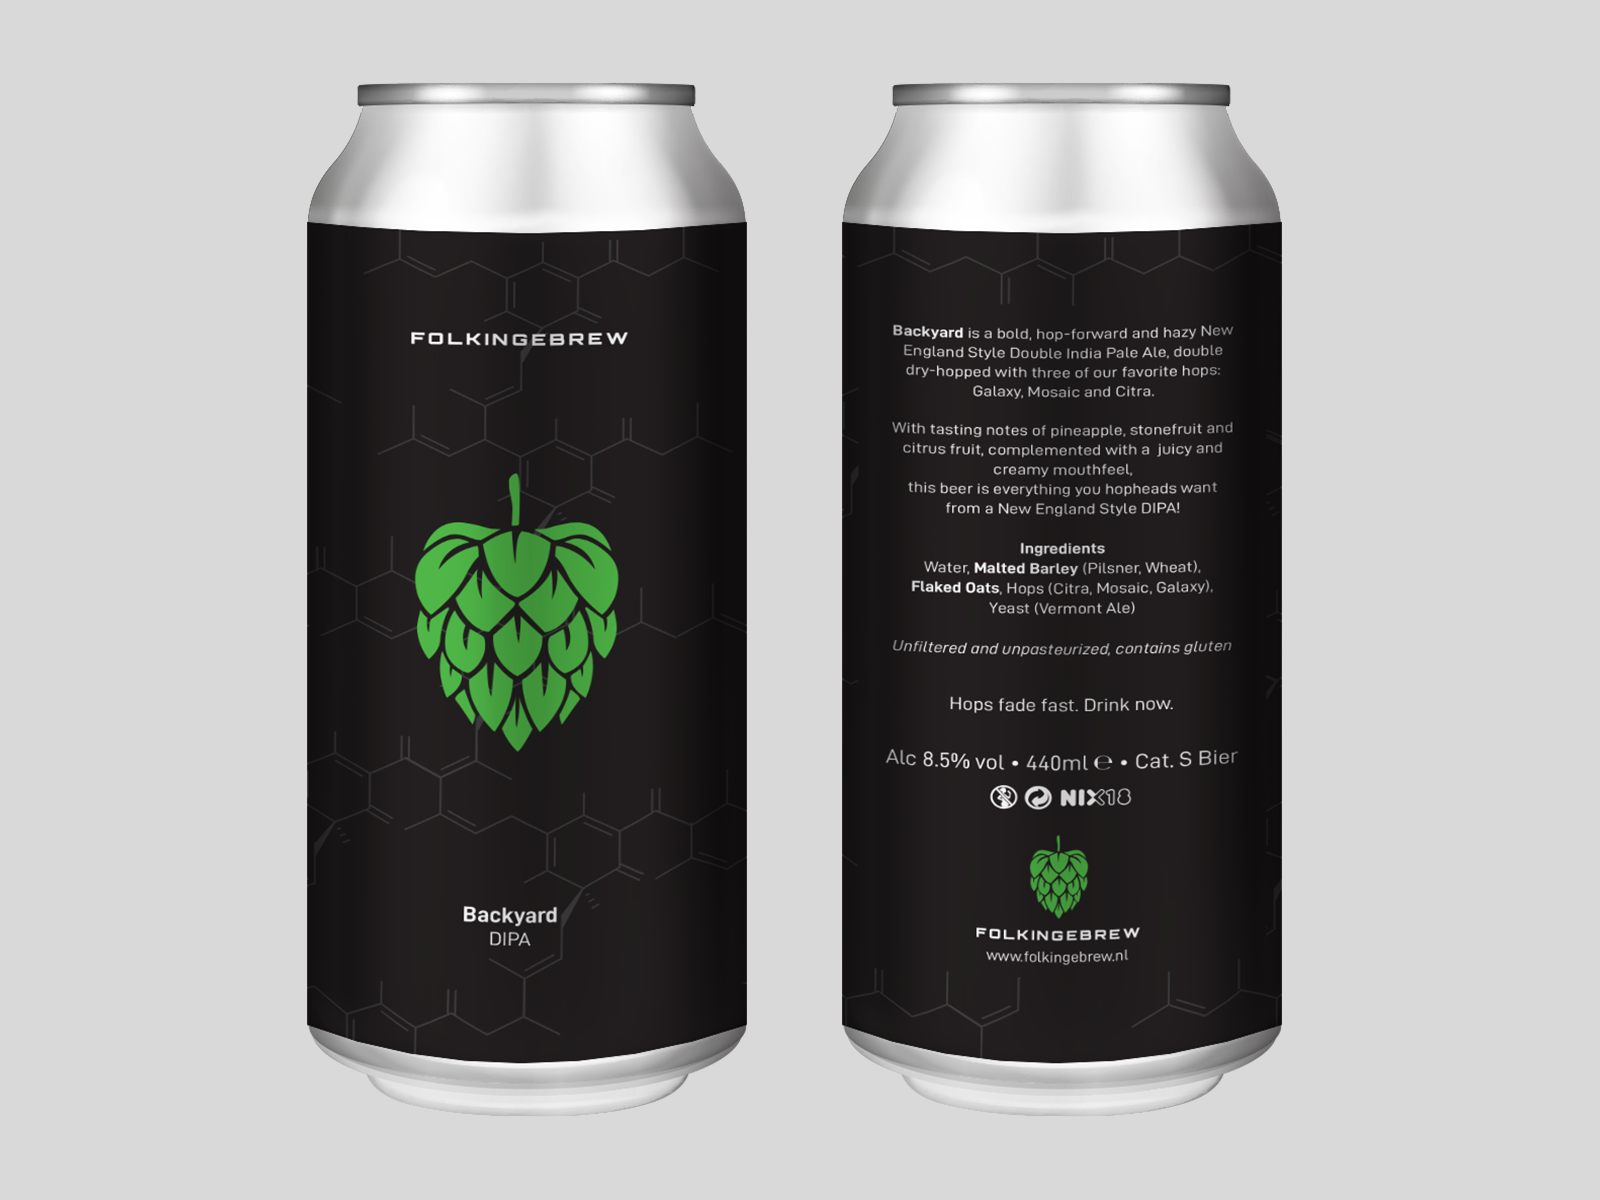 FOLKINGEBREW
Backyard
DIPA
Backyard is a bold, hop-forward and hazy New
England Style Double India Pale Ale, double
dry-hopped with three of our favorite hops:
Galaxy, Mosaic and Citra.
With tasting notes of pineapple, stonefruit and
citrus fruit, complemented with a juicy and
creamy mouthfeel,
this beer is everything you hopheads want
from a New England Style DIPA!
Ingredients
Water, Malted Barley (Pilsner, Wheat),
Flaked Oats, Hops (Citra, Mosaic, Galaxy),
Yeast (Vermont Ale)
Unfiltered and unpasteurized, contains gluten
Hops fade fast. Drink now.
Alc 8.5% vol • 440ml ℮ • Cat. S Bier
NIX18
FOLKINGEBREW
www.folkingebrew.nl